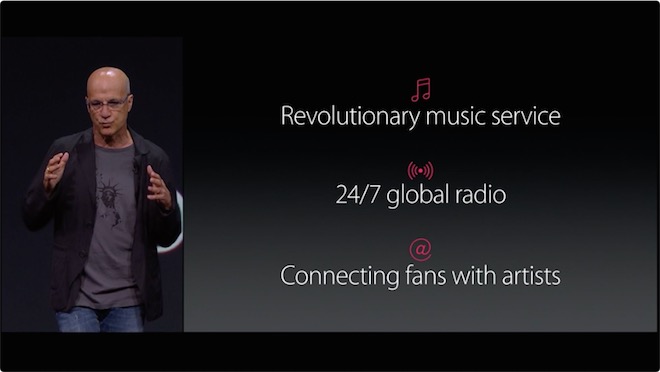 Revolutionary music service
24/7 global radio
@
Connecting fans with artists